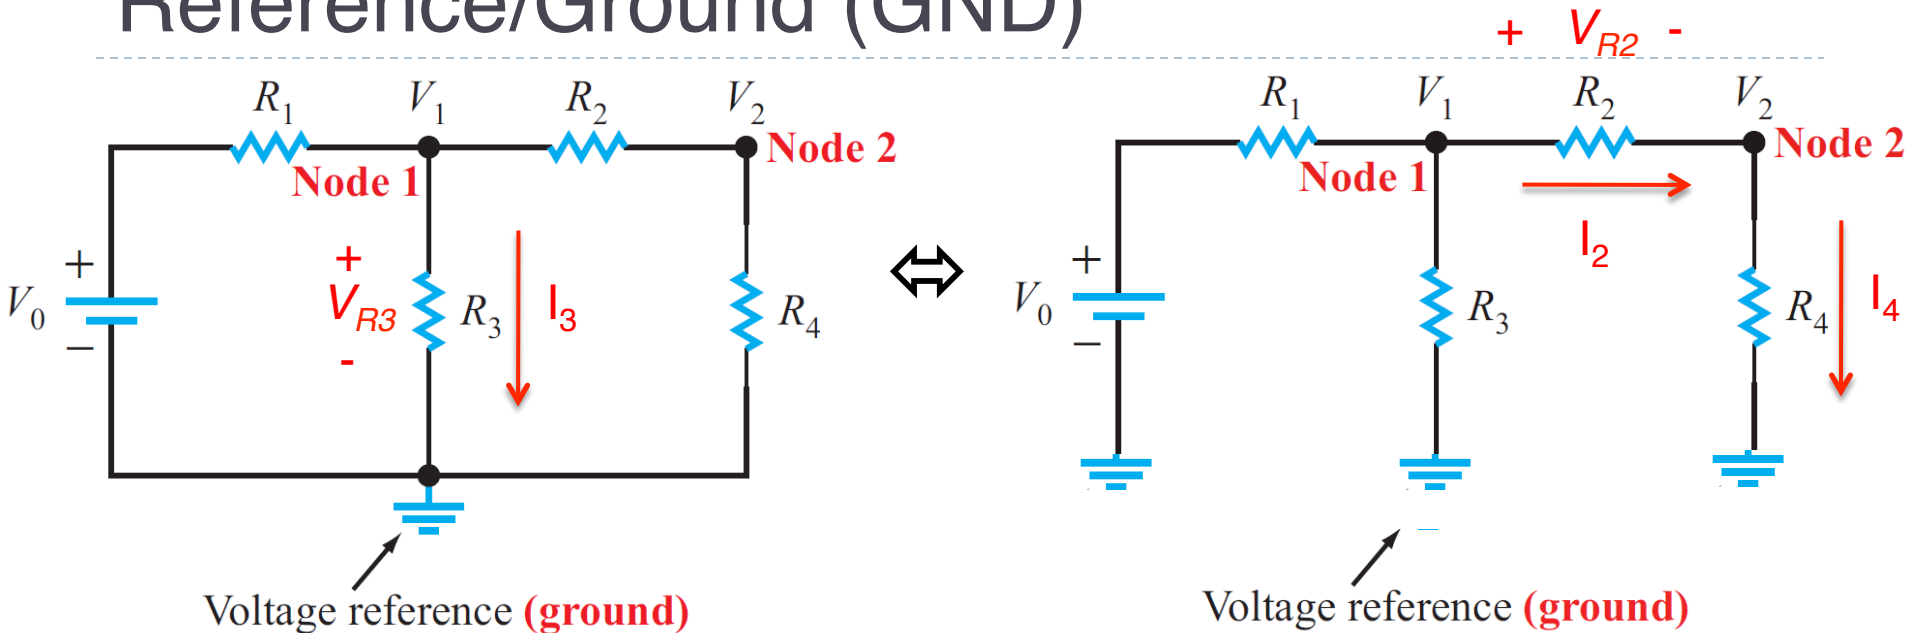 Reference/Ground (GND)
+ VR2 -
R1 V1 R2 V2
Node 1
Node 2
+
V0
−
+
VR3
-
R3
I3
R4
Voltage reference (ground)
R1 V1 R2 V2
Node 1
Node 2
I2
+
V0
−
R3
R4
I4
Voltage reference (ground)